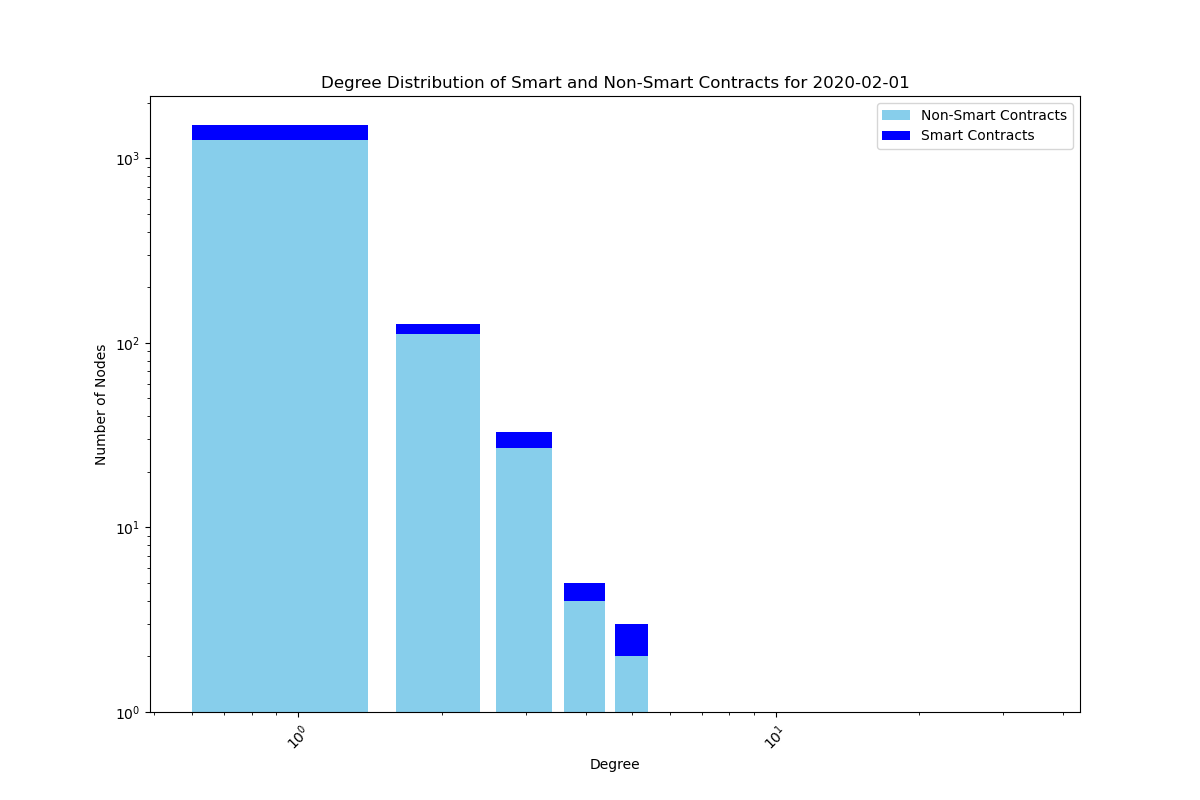 Degree Distribution of Smart and Non-Smart Contracts for 2020-02-01
Non-Smart Contracts
Smart Contracts
Number of Nodes
10³
10²
10¹
10⁰
10⁰
10¹
Degree